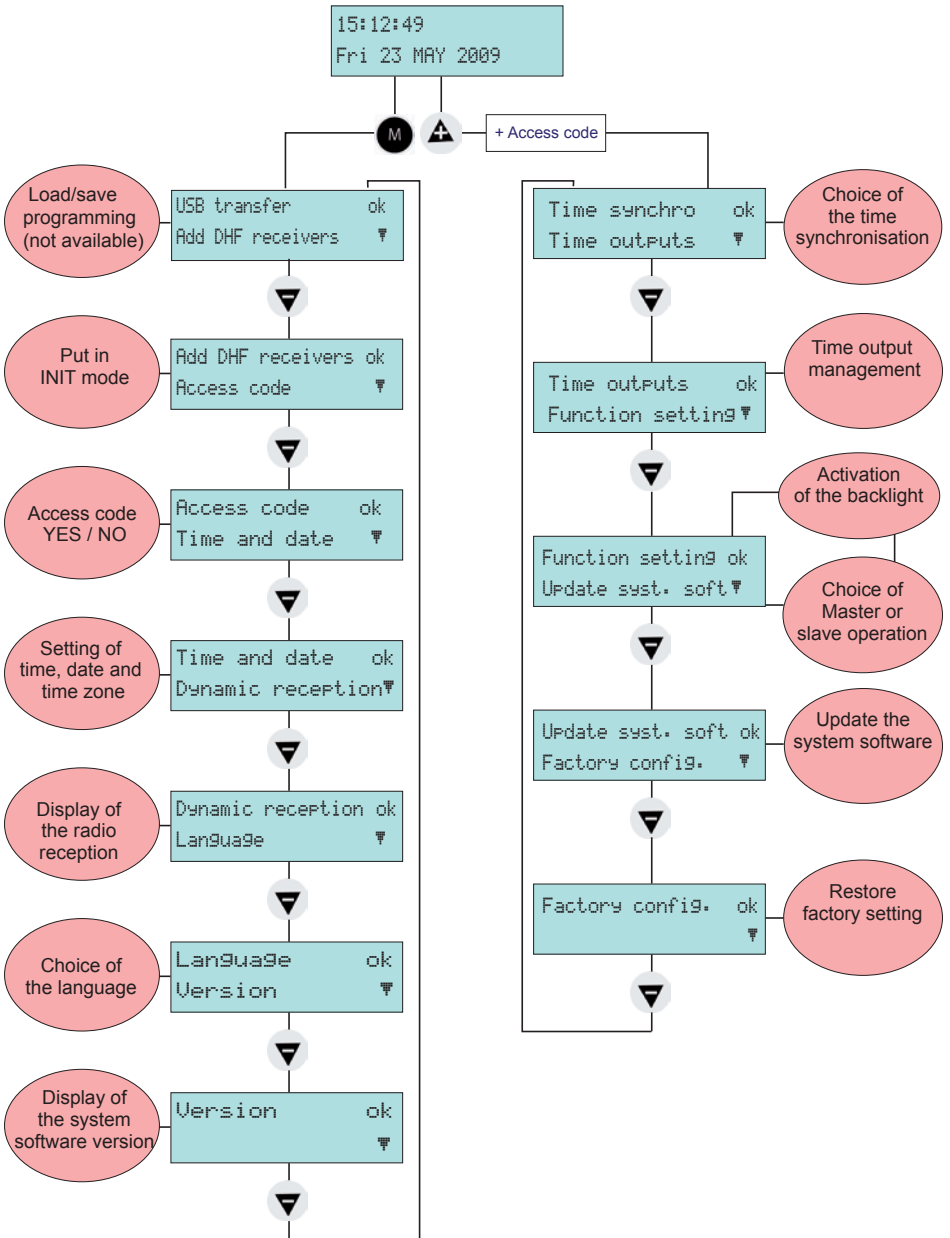 15:12:49
Fri 23 MAY 2009
M
+ Access code
Load/save
programming
(not available)
USB transfer ok
Add DHF receivers
Put in
INIT mode
Add DHF receivers ok
Access code
Access code
YES / NO
Access code ok
Time and date
Setting of
time, date and
time zone
Time and date ok
Dynamic reception
Display of
the radio
reception
Dynamic reception ok
Language
Choice of
the language
Language ok
Version
Display of
the system
software version
Version ok
Time synchro ok
Time outputs
Choice of
the time
synchronisation
Time outputs ok
Function setting
Time output
management
Function setting ok
Update syst. soft
Activation
of the backlight
Choice of
Master or
slave operation
Update syst. soft ok
Factory config.
Update the
system software
Factory config. ok
Restore
factory setting